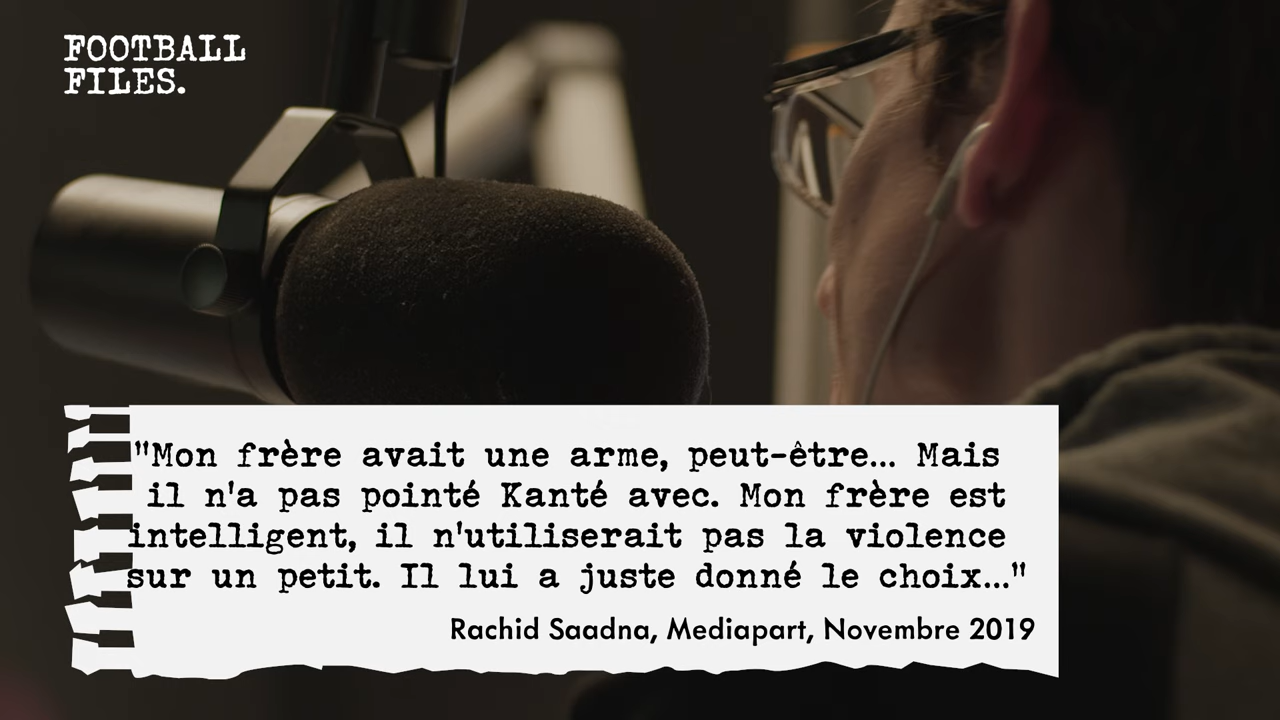 FOOTBALL
FILES.
"Mon frère avait une arme, peut-être... Mais
il n'a pas pointé Kanté avec. Mon frère est
intelligent, il n'utiliserait pas la violence
sur un petit. Il lui a juste donné le choix..."
Rachid Saadna, Mediapart, Novembre 2019